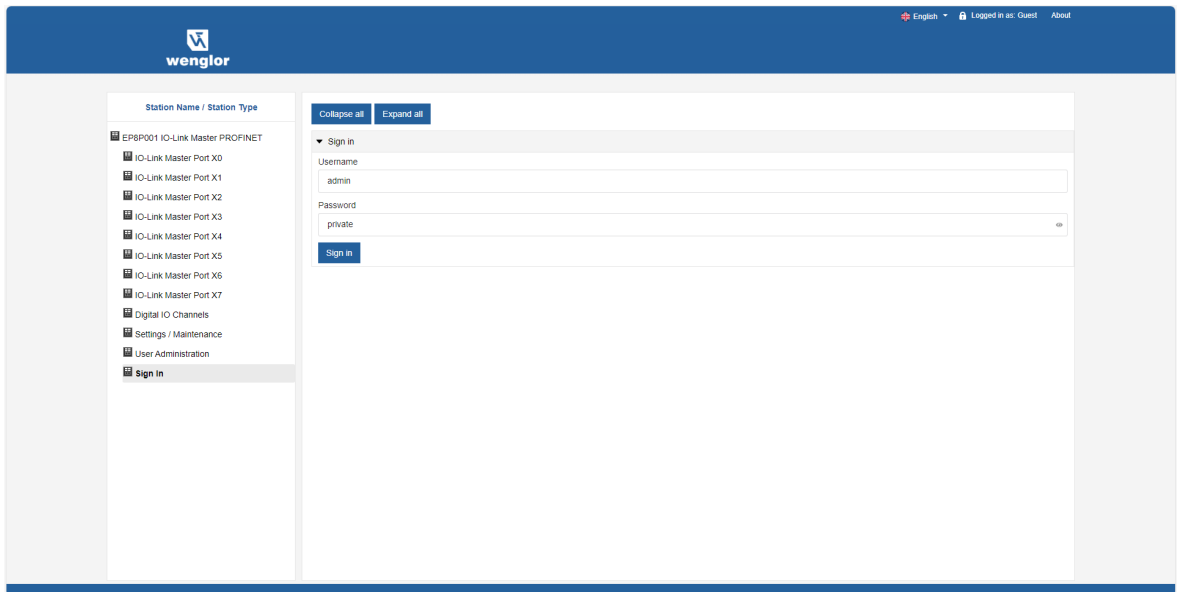 English Logged in as: Guest About
wenglor
Station Name / Station Type
EP8P001 IO-Link Master PROFINET
IO-Link Master Port X0
IO-Link Master Port X1
IO-Link Master Port X2
IO-Link Master Port X3
IO-Link Master Port X4
IO-Link Master Port X5
IO-Link Master Port X6
IO-Link Master Port X7
Digital IO Channels
Settings / Maintenance
User Administration
Sign In
Collapse all Expand all
Sign in
Username
admin
Password
private
Sign in